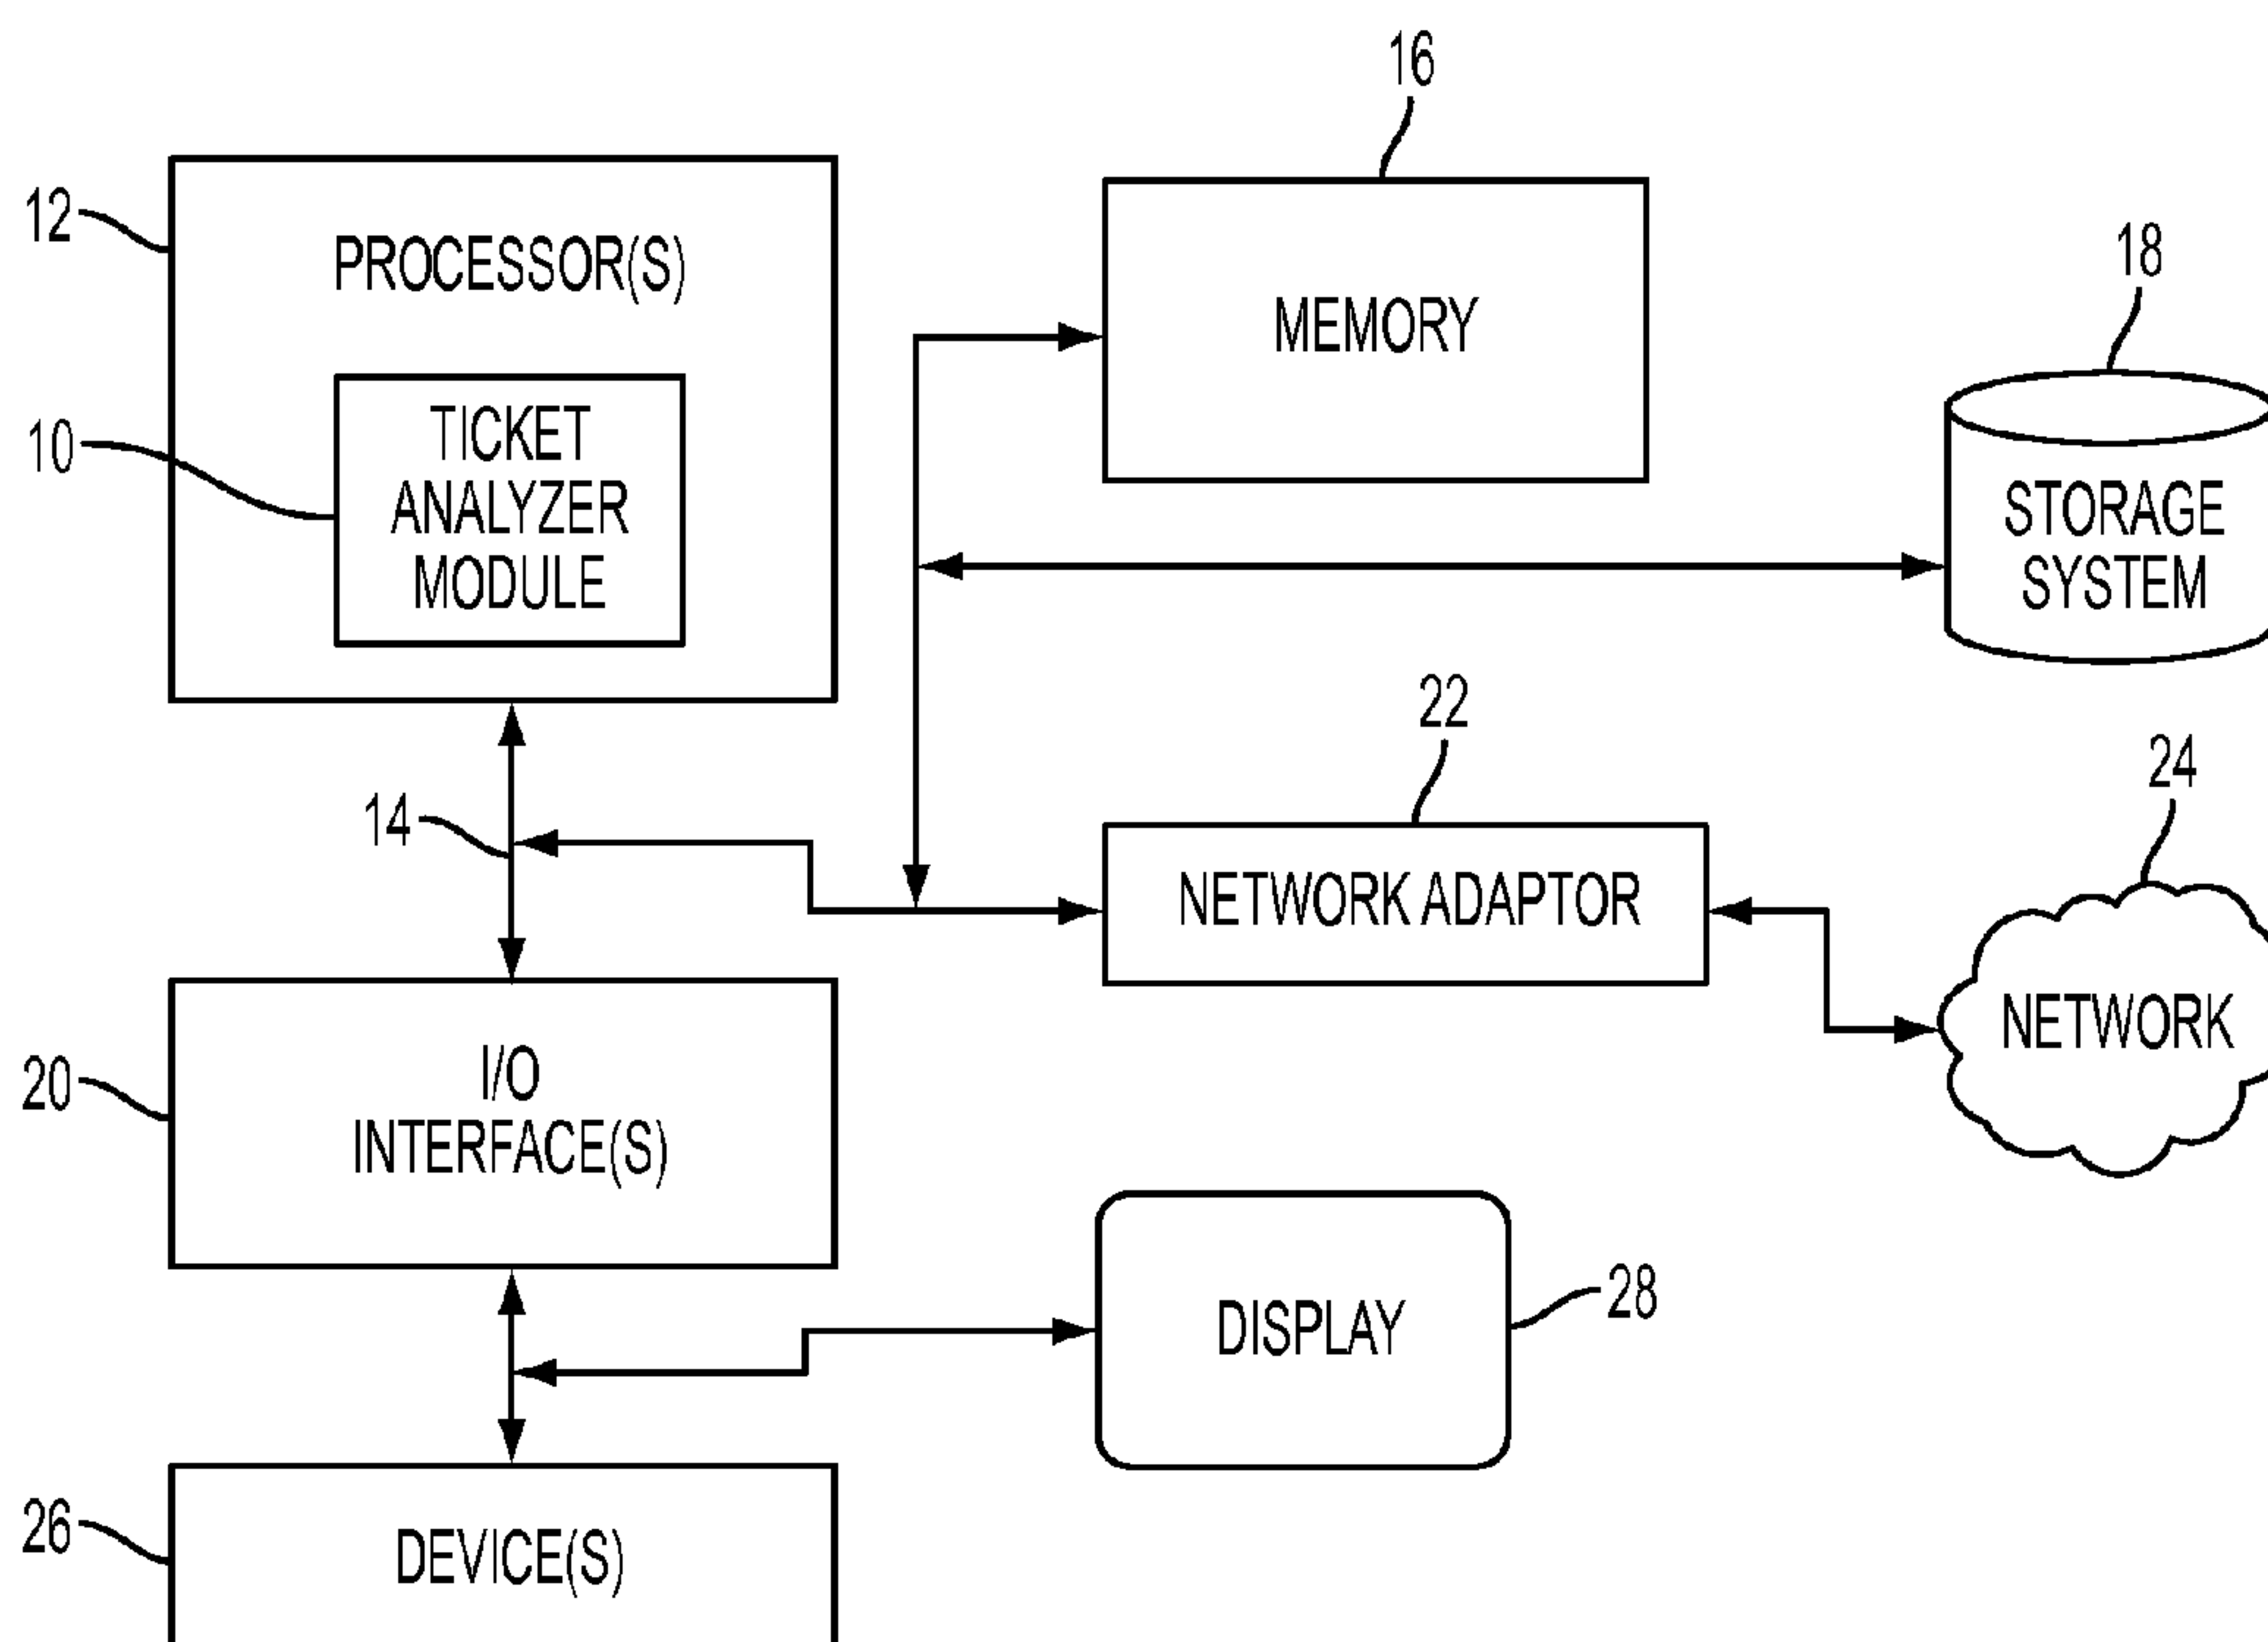 16
12
PROCESSOR(S)
MEMORY
18
10
TICKET
ANALYZER
MODULE
STORAGE
SYSTEM
22
24
14
NETWORK ADAPTOR
NETWORK
20
I/O
INTERFACE(S)
DISPLAY
28
26
DEVICE(S)